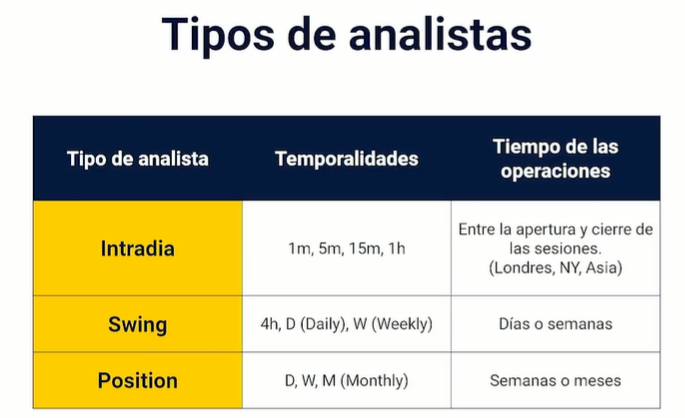 Tipos de analistas
Tipo de analista
Temporalidades
Tiempo de las
operaciones
Intradia
1m, 5m, 15m, 1h
Entre la apertura y cierre de
las sesiones.
(Londres, NY, Asia)
Swing
4h, D (Daily), W (Weekly)
Días o semanas
Position
D, W, M (Monthly)
Semanas o meses